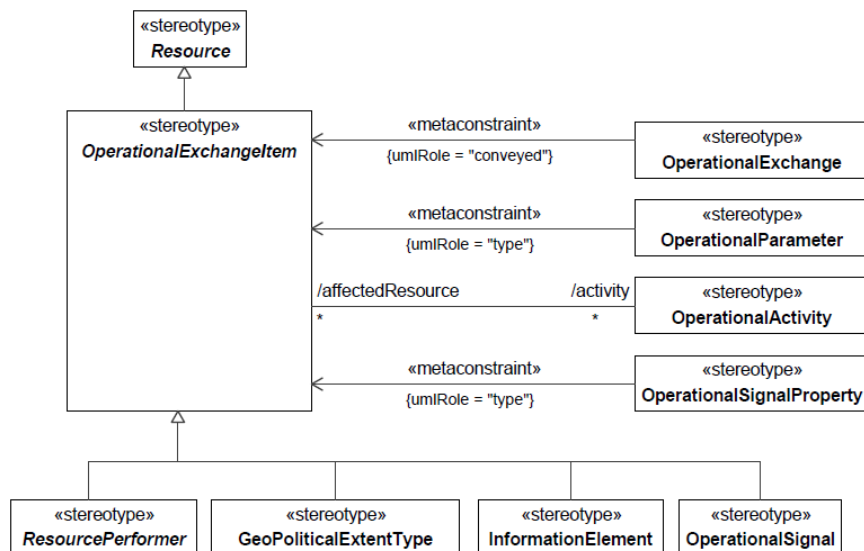 «stereotype»
Resource
«stereotype»
OperationalExchangeItem
«metaconstraint»
{umlRole = "conveyed"}
«stereotype»
OperationalExchange
«metaconstraint»
{umlRole = "type"}
«stereotype»
OperationalParameter
/affectedResource /activity
* *
«stereotype»
OperationalActivity
«metaconstraint»
{umlRole = "type"}
«stereotype»
OperationalSignalProperty
«stereotype» «stereotype» «stereotype» «stereotype»
ResourcePerformer GeoPoliticalExtentType InformationElement OperationalSignal